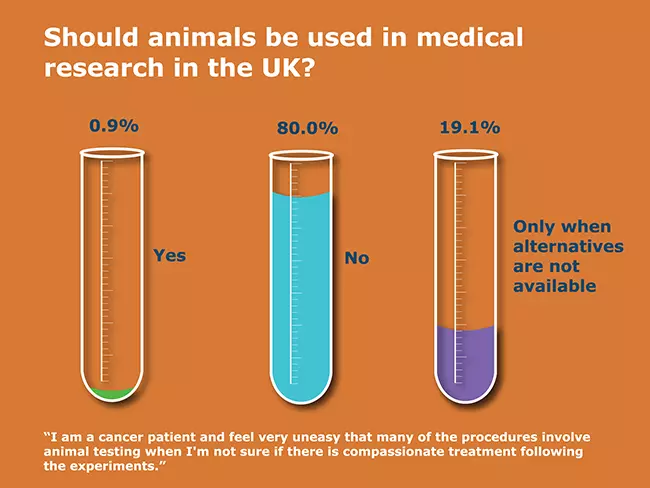 Should animals be used in medical
research in the UK?
0.9%
80.0%
19.1%
Yes
No
Only when
alternatives
are not
available
“I am a cancer patient and feel very uneasy that many of the procedures involve
animal testing when I'm not sure if there is compassionate treatment following
the experiments.”